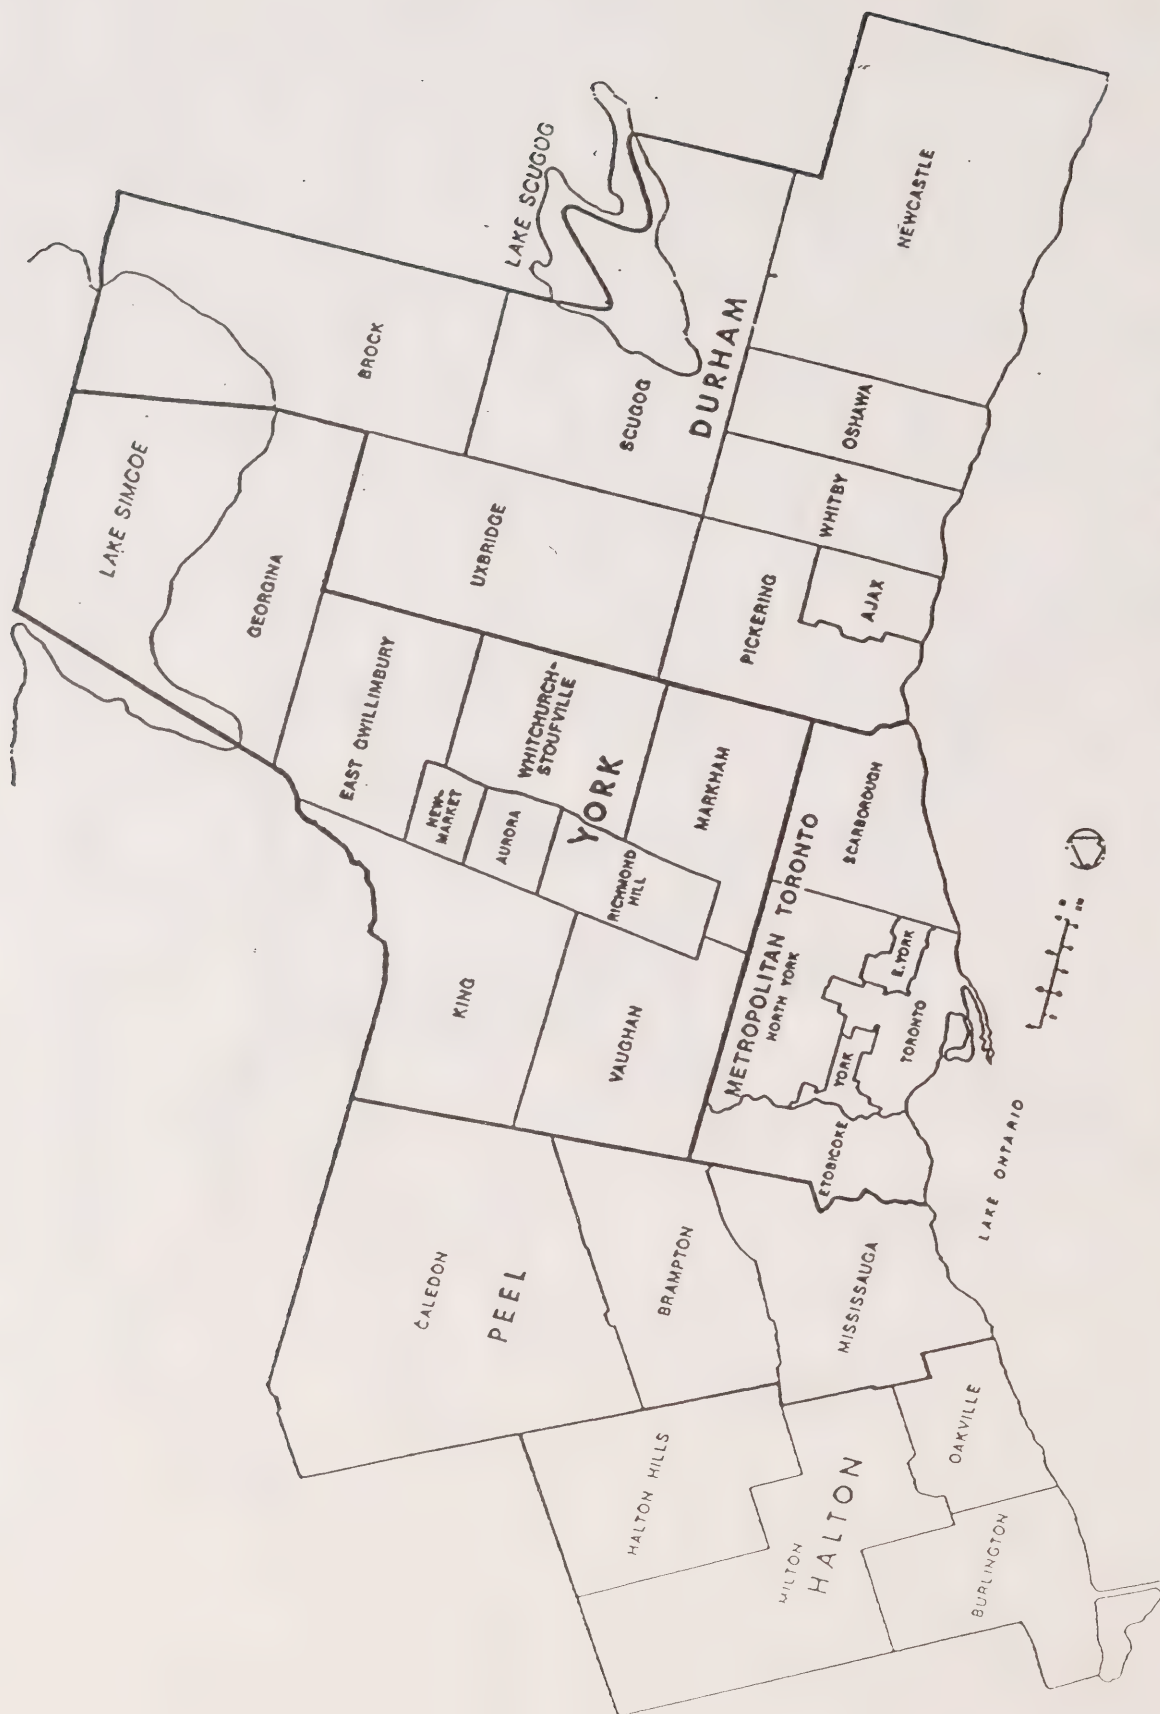 LAKE SIMCOE
GEORGINA
BROCK
LAKE SCUGOG
SCUGOG
UXBRIDGE
DURHAM
NEWCASTLE
OSHAWA
WHITBY
AJAX
PICKERING
EAST GWILLIMBURY
NEW-
MARKET
WHITCHURCH-
STOUFVILLE
AURORA
YORK
RICHMOND
HILL
MARKHAM
KING
VAUGHAN
METROPOLITAN TORONTO
NORTH YORK
SCARBOROUGH
E. YORK
TORONTO
YORK
ETOBICOKE
LAKE ONTARIO
CALEDON
PEEL
BRAMPTON
MISSISSAUGA
HALTON HILLS
MILTON
HALTON
OAKVILLE
BURLINGTON